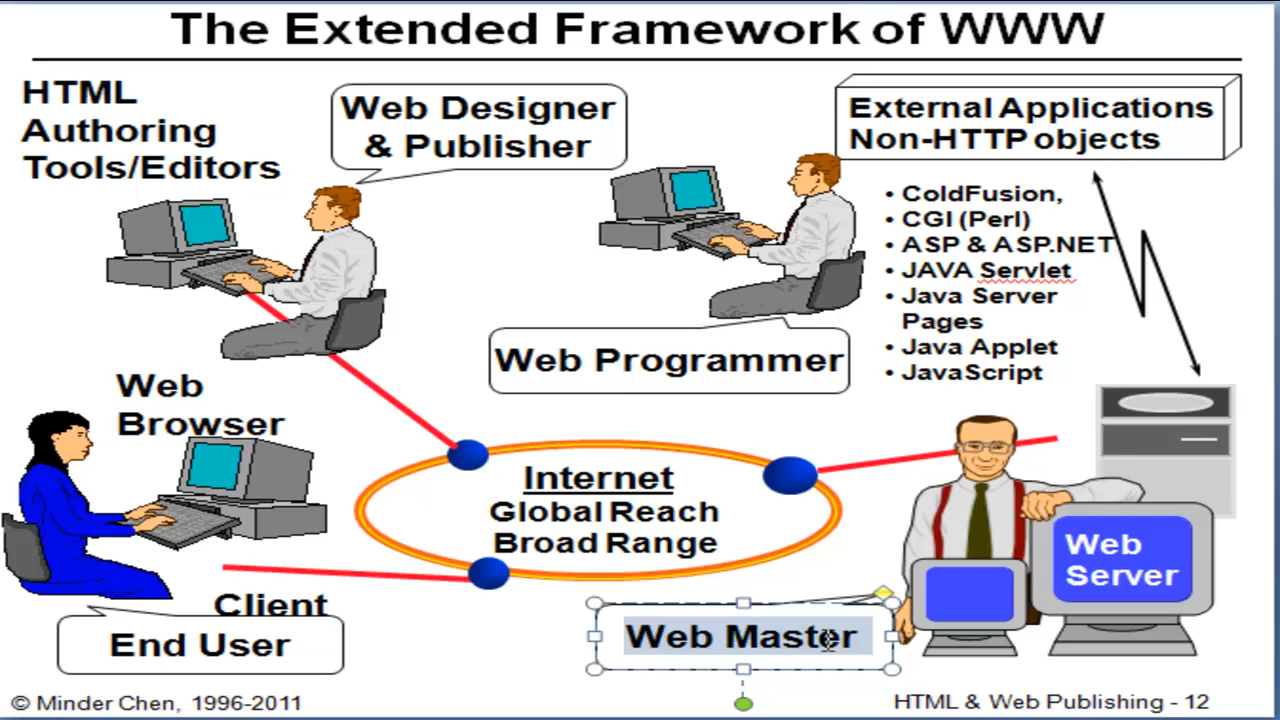 The Extended Framework of WWW
HTML
Authoring
Tools/Editors
Web Designer
& Publisher
External Applications
Non-HTTP objects
• ColdFusion,
• CGI (Perl)
• ASP & ASP.NET
• JAVA Servlet
• Java Server
Pages
• Java Applet
• JavaScript
Web Programmer
Web
Browser
Internet
Global Reach
Broad Range
Web
Server
Client
End User
Web Master
© Minder Chen, 1996-2011
HTML & Web Publishing - 12